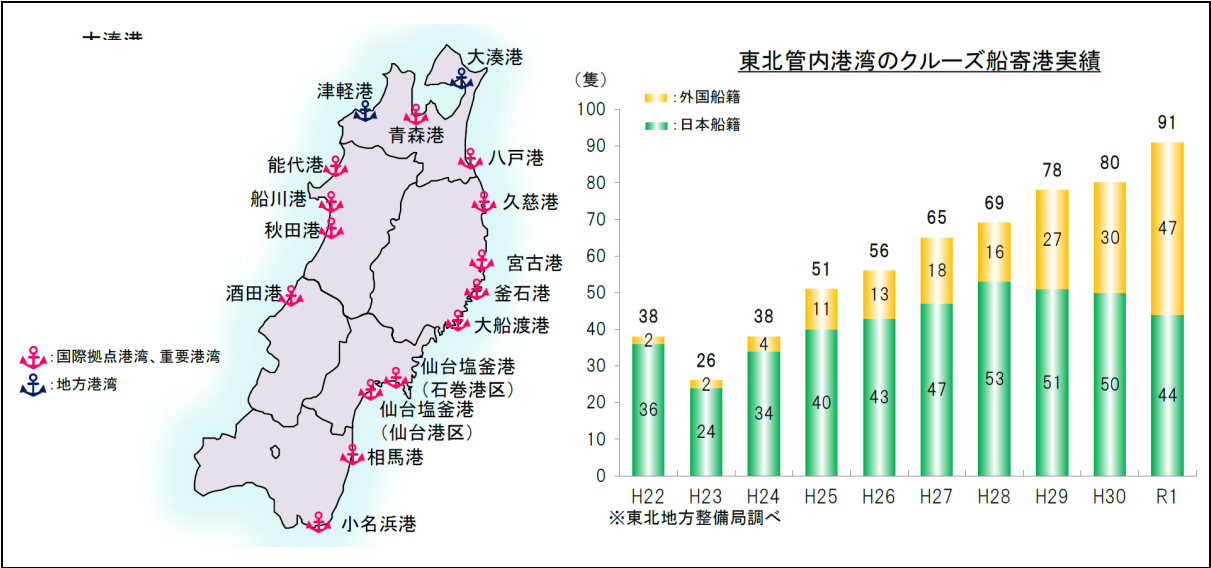 大湊港
大湊港
津軽港
青森港
八戸港
能代港
船川港
久慈港
秋田港
宮古港
酒田港
釜石港
大船渡港
:国際拠点港湾、重要港湾
:地方港湾
仙台塩釜港
(石巻港区)
仙台塩釜港
(仙台港区)
相馬港
小名浜港
東北管内港湾のクルーズ船寄港実績
(隻)
:外国船籍
:日本船籍
100
90
80
70
60
50
40
30
20
10
0
38
2
36
26
2
24
38
4
34
51
11
40
56
13
43
65
18
47
69
16
53
78
27
51
80
30
50
91
47
44
H22 H23 H24 H25 H26 H27 H28 H29 H30 R1
※東北地方整備局調べ